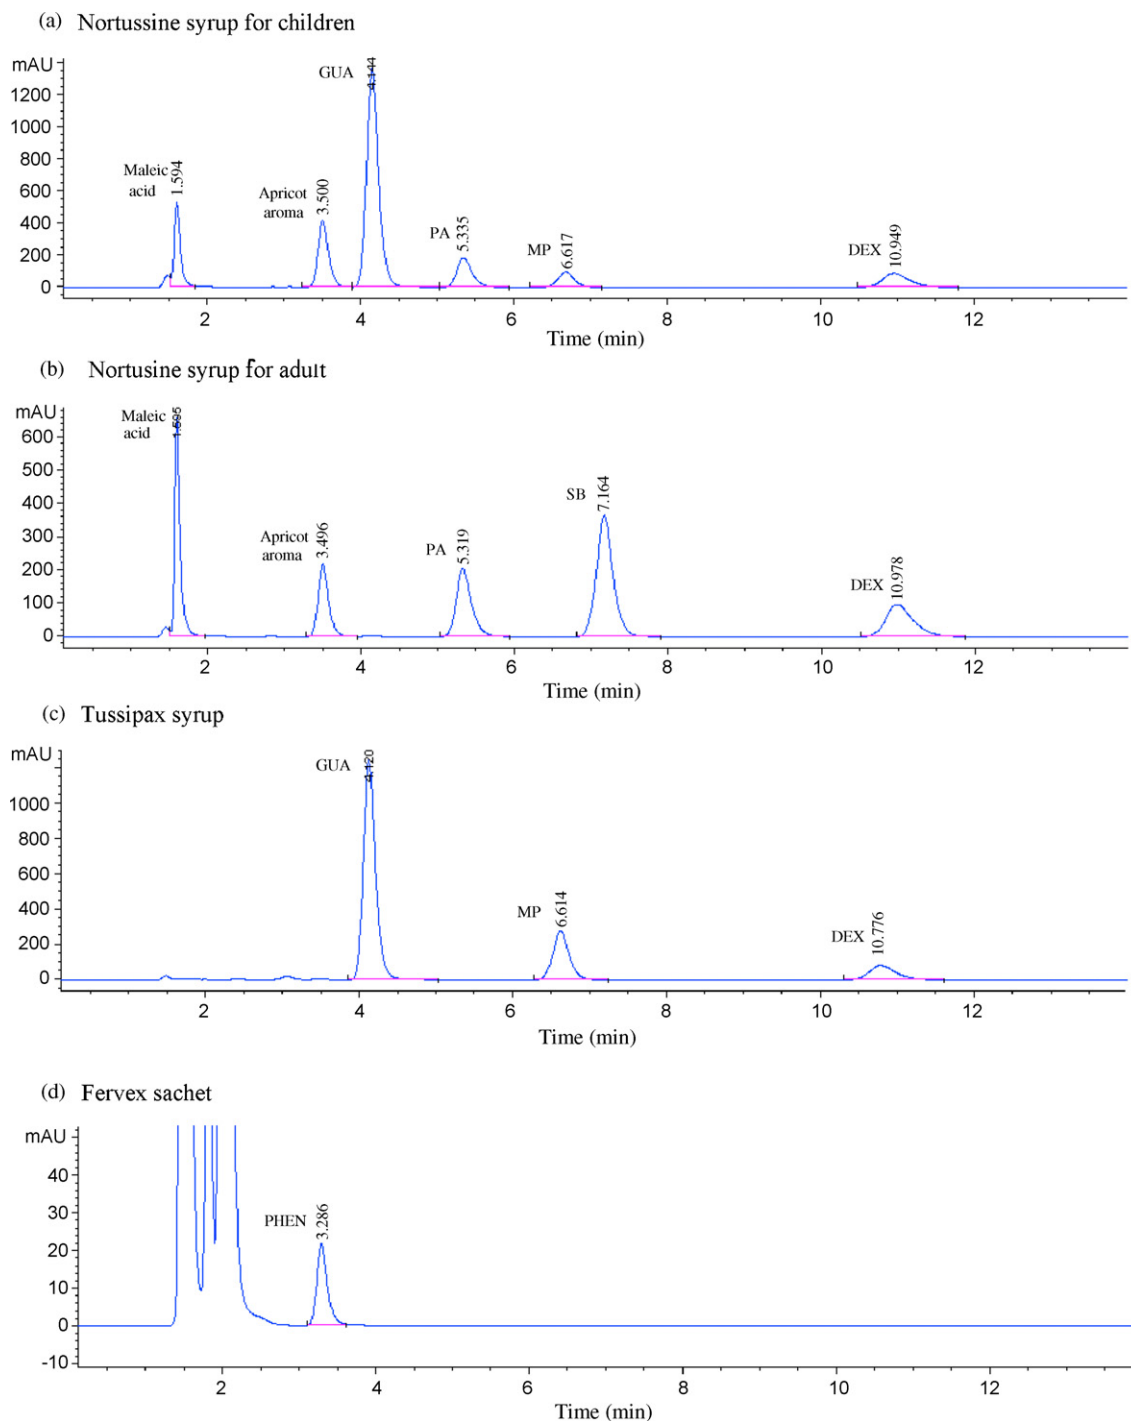 (a) Nortussine syrup for children
mAU
1200
1000
800
600
400
200
0
Maleic
acid
1.594
Apricot
aroma
3.500
GUA
4.144
PA
5.335
MP
6.617
DEX
10.949
2 4 6 8 10 12
Time (min)
(b) Nortusine syrup for adult
mAU
600
500
400
300
200
100
0
Maleic
acid
1.595
Apricot
aroma
3.496
PA
5.319
SB
7.164
DEX
10.978
2 4 6 8 10 12
Time (min)
(c) Tussipax syrup
mAU
1000
800
600
400
200
0
GUA
4.120
MP
6.614
DEX
10.776
2 4 6 8 10 12
Time (min)
(d) Fervex sachet
mAU
40
30
20
10
0
-10
PHEN
3.286
2 4 6 8 10 12
Time (min)